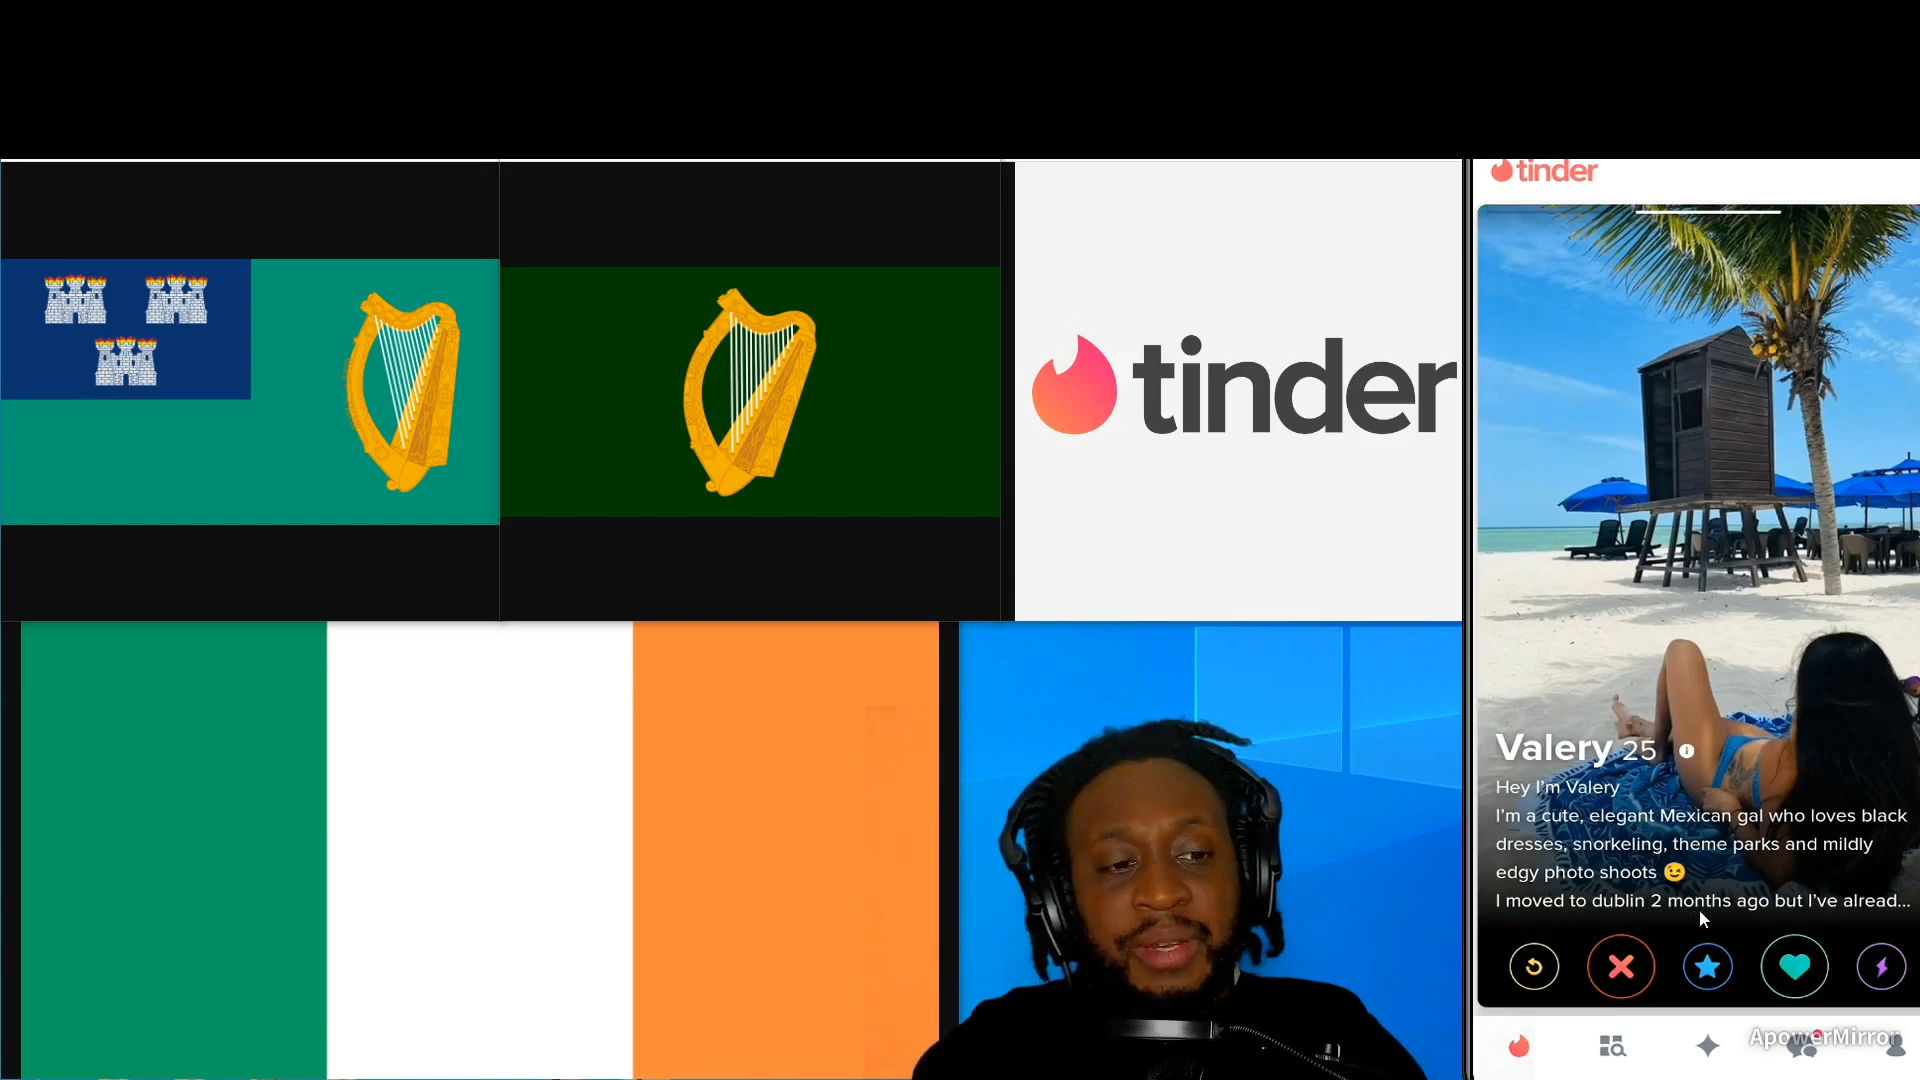 tinder
tinder
Valery 25
Hey I'm Valery
I'm a cute, elegant Mexican gal who loves black
dresses, snorkeling, theme parks and mildly
edgy photo shoots 😉
I moved to dublin 2 months ago but I've alread...
ApowerMirror